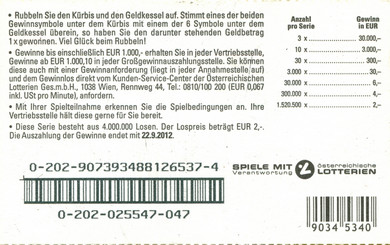 • Rubbeln Sie den Kürbis und den Geldkessel auf. Stimmt eines der beiden
Gewinnsymbole unter dem Kürbis mit einem der 6 Symbole unter dem
Geldkessel überein, so haben Sie den darunter stehenden Geldbetrag
1x gewonnen. Viel Glück beim Rubbeln!
• Gewinne bis einschließlich EUR 1.000,- erhalten Sie in jeder Vertriebsstelle,
Gewinne ab EUR 1.000,10 in jeder Großgewinnauszahlungsstelle. Sie können
diese auch mit einer Gewinnanforderung (liegt in jeder Annahmestelle/auf)
und dem Gewinnlos direkt vom Kunden-Service-Center der Österreichischen
Lotterien Ges.m.b.H., 1038 Wien, Rennweg 44, Tel.: 0810/100 200 (EUR 0,067
inkl. USt pro Minute), anfordern.
• Mit Ihrer Spielteilnahme erkennen Sie die Spielbedingungen an. Ihre
Vertriebsstelle hält diese gerne für Sie bereit.
• Diese Serie besteht aus 4.000.000 Losen. Der Lospreis beträgt EUR 2,-.
Die Auszahlung der Gewinne endet mit 22.9.2012.
Anzahl pro Serie Gewinne in EUR
3 x 30.000,-
30 x 1.000,-
300 x 100,-
3.000 x 30,-
30.000 x 6,-
300.000 x 4,-
1.520.500 x 2,-
0-202-907393488126537-4
0-202-025547-047
SPIELE MIT
Verantwortung
österreichische
LOTTERIEN
9034 5340